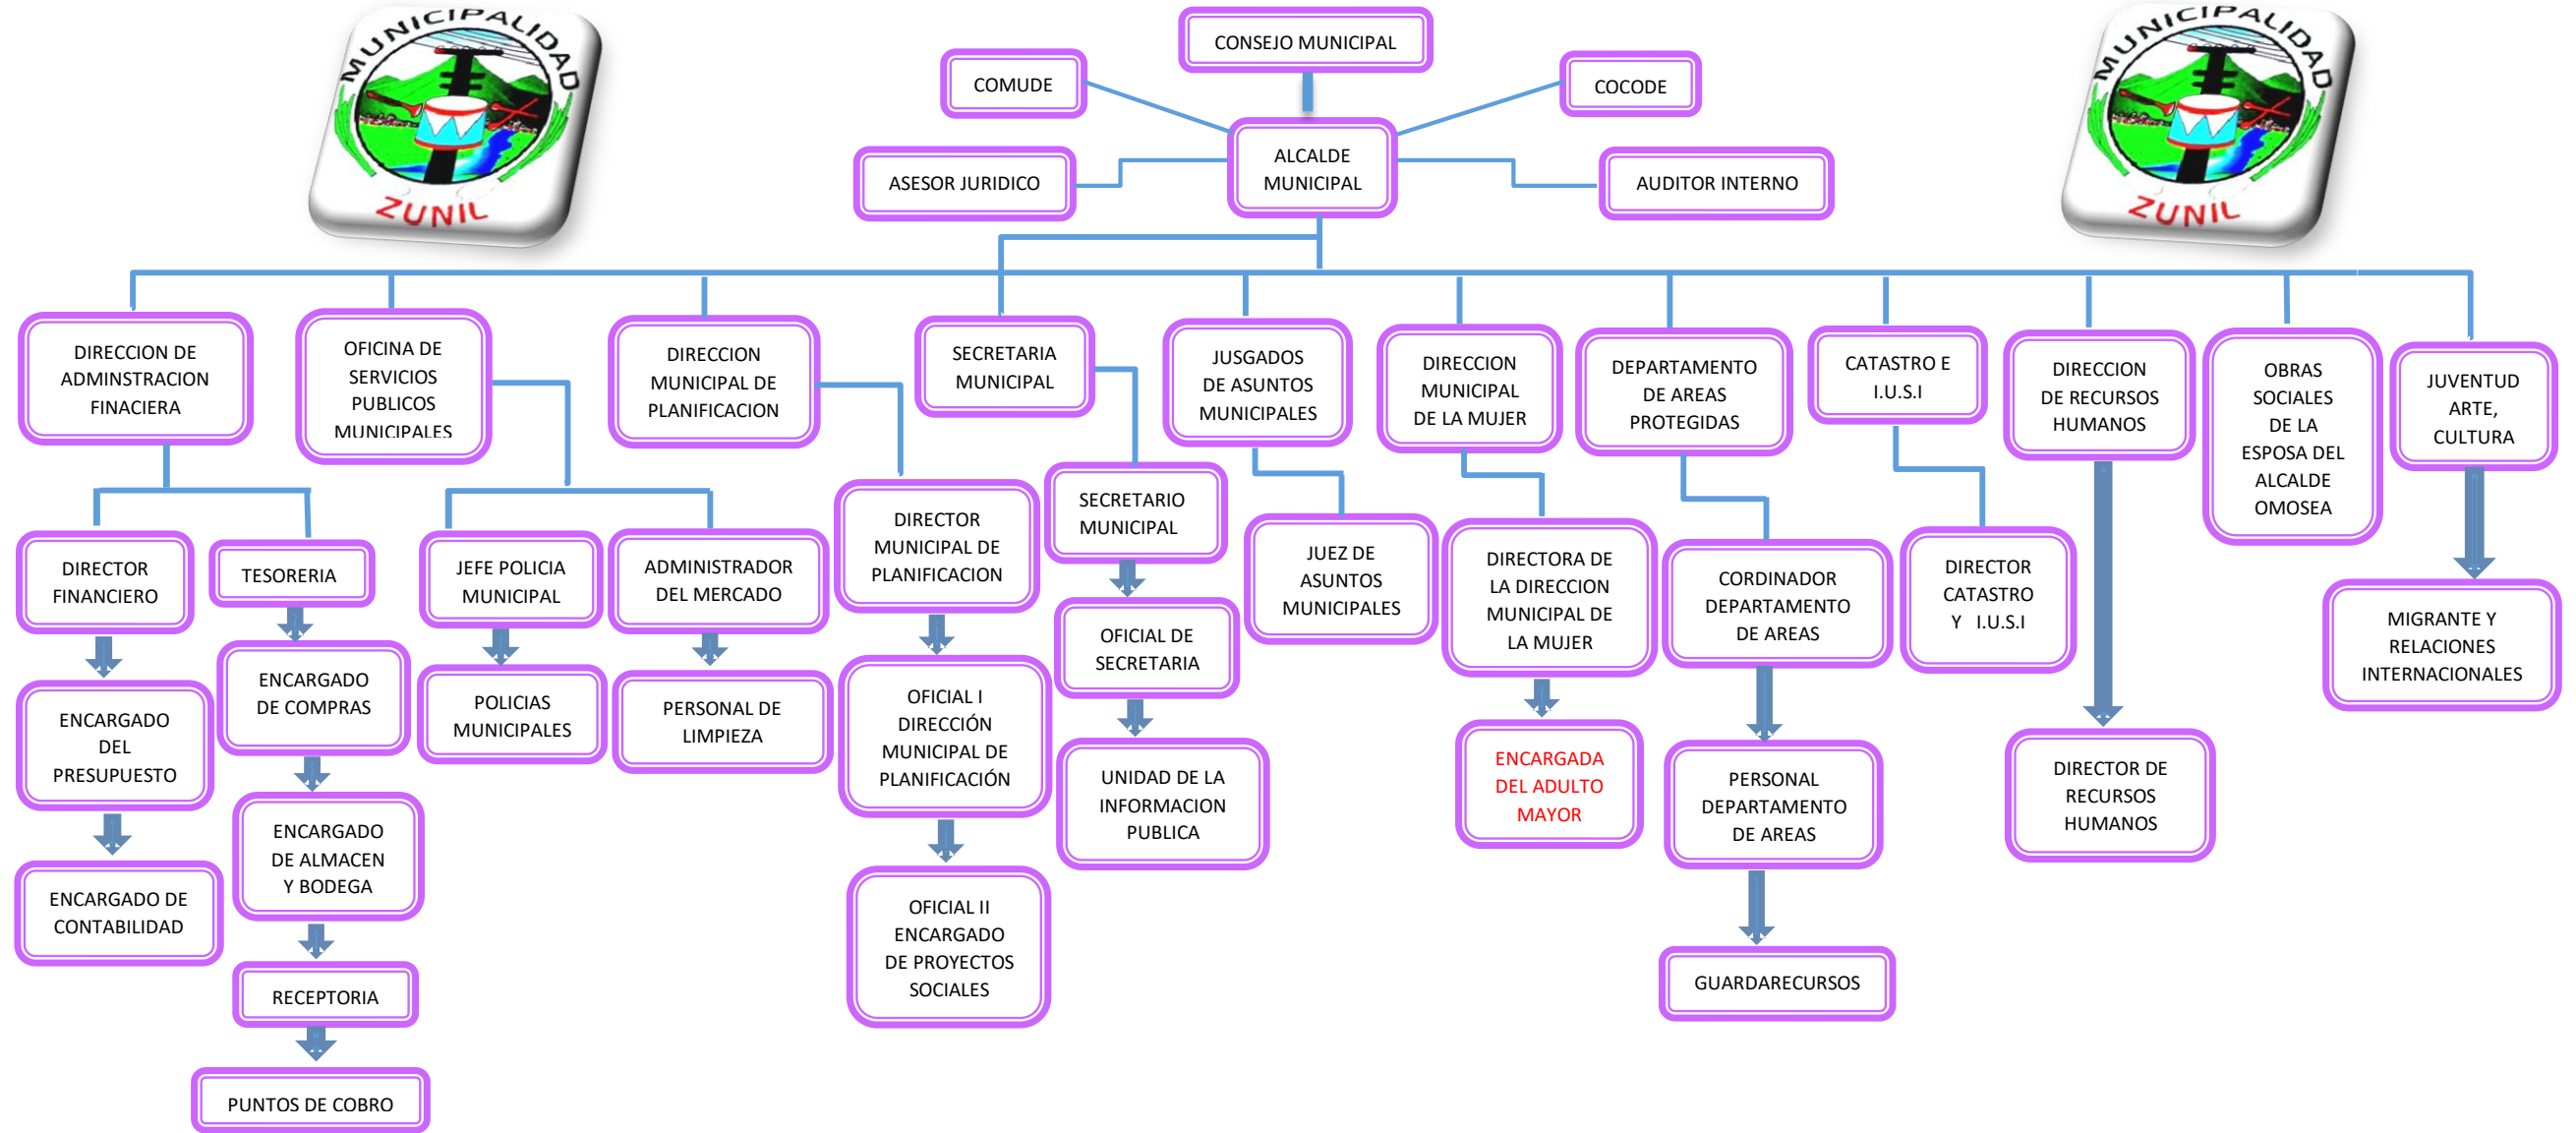 MUNICIPALIDAD
ZUNIL
CONSEJO MUNICIPAL
COMUDE
COCODE
ALCALDE
MUNICIPAL
ASESOR JURIDICO
AUDITOR INTERNO
MUNICIPALIDAD
ZUNIL
DIRECCION DE
ADMINSTRACION
FINACIERA
OFICINA DE
SERVICIOS
PUBLICOS
MUNICIPALES
DIRECCION
MUNICIPAL DE
PLANIFICACION
SECRETARIA
MUNICIPAL
JUSGADOS
DE ASUNTOS
MUNICIPALES
DIRECCION
MUNICIPAL
DE LA MUJER
DEPARTAMENTO
DE AREAS
PROTEGIDAS
CATASTRO E
I.U.S.I
DIRECCION
DE RECURSOS
HUMANOS
OBRAS
SOCIALES
DE LA
ESPOSA DEL
ALCALDE
OMOSEA
JUVENTUD
ARTE,
CULTURA
DIRECTOR
FINANCIERO
TESORERIA
JEFE POLICIA
MUNICIPAL
ADMINISTRADOR
DEL MERCADO
DIRECTOR
MUNICIPAL DE
PLANIFICACION
SECRETARIO
MUNICIPAL
JUEZ DE
ASUNTOS
MUNICIPALES
DIRECTORA DE
LA DIRECCION
MUNICIPAL DE
LA MUJER
CORDINADOR
DEPARTAMENTO
DE AREAS
DIRECTOR
CATASTRO
Y I.U.S.I
MIGRANTE Y
RELACIONES
INTERNACIONALES
ENCARGADO
DEL
PRESUPUESTO
ENCARGADO
DE COMPRAS
POLICIAS
MUNICIPALES
PERSONAL DE
LIMPIEZA
OFICIAL I
DIRECCIÓN
MUNICIPAL DE
PLANIFICACIÓN
OFICIAL DE
SECRETARIA
ENCARGADA
DEL ADULTO
MAYOR
PERSONAL
DEPARTAMENTO
DE AREAS
DIRECTOR DE
RECURSOS
HUMANOS
ENCARGADO DE
CONTABILIDAD
ENCARGADO
DE ALMACEN
Y BODEGA
OFICIAL II
ENCARGADO
DE PROYECTOS
SOCIALES
UNIDAD DE LA
INFORMACION
PUBLICA
GUARDARECURSOS
RECEPTORIA
PUNTOS DE COBRO